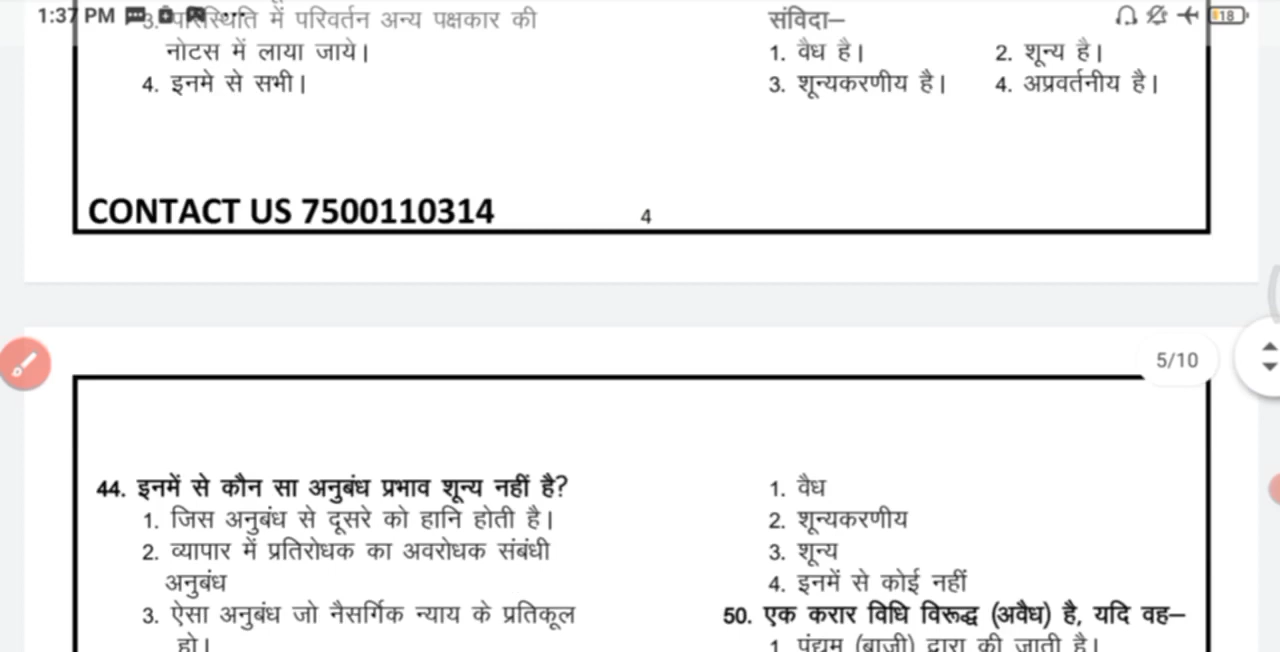 1:37 PM
3. परिस्थिति में परिवर्तन अन्य पक्षकार की
नोटस में लाया जाये।
4. इनमे से सभी।
संविदा–
1. वैध है। 2. शून्य है।
3. शून्यकरणीय है। 4. अप्रवर्तनीय है।
18
CONTACT US 7500110314
4
5/10
44. इनमें से कौन सा अनुबंध प्रभाव शून्य नहीं है?
1. जिस अनुबंध से दूसरे को हानि होती है।
2. व्यापार में प्रतिरोधक का अवरोधक संबंधी
अनुबंध
3. ऐसा अनुबंध जो नैसर्गिक न्याय के प्रतिकूल
हो।
1. वैध
2. शून्यकरणीय
3. शून्य
4. इनमें से कोई नहीं
50. एक करार विधि विरूद्ध (अवैध) है, यदि वह–
1. पंद्यम (बाजी) द्वारा की जाती है।